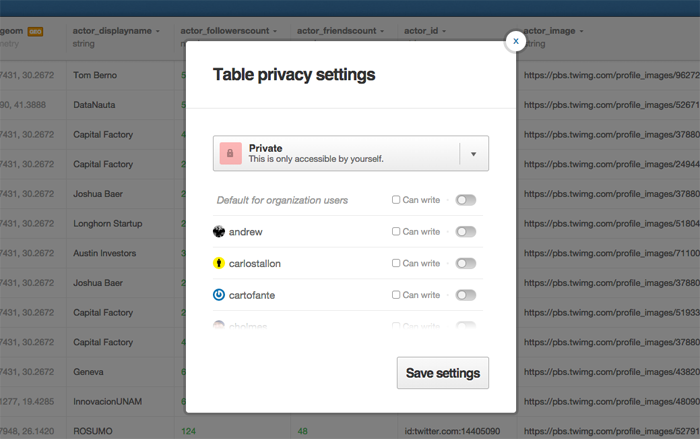 geom GEO actor_displayname actor_followerscount actor_friendscount actor_id actor_image
metry string string
x
Table privacy settings
Private
This is only accessible by yourself.
Default for organization users Can write
andrew Can write
carlostallon Can write
cartofante Can write
Can write
Save settings
7431, 30.2672 Tom Berno https://pbs.twimg.com/profile_images/96272
90, 41.3888 DataNauta https://pbs.twimg.com/profile_images/52671
7431, 30.2672 Capital Factory https://pbs.twimg.com/profile_images/37880
7431, 30.2672 Capital Factory https://pbs.twimg.com/profile_images/24944
7431, 30.2672 Joshua Baer https://pbs.twimg.com/profile_images/37880
7431, 30.2672 Longhorn Startup https://pbs.twimg.com/profile_images/51804
7431, 30.2672 Austin Investors https://pbs.twimg.com/profile_images/71100
7431, 30.2672 Joshua Baer https://pbs.twimg.com/profile_images/37880
7431, 30.2672 Capital Factory https://pbs.twimg.com/profile_images/51933
7431, 30.2672 Capital Factory https://pbs.twimg.com/profile_images/37880
7431, 30.2672 Geneva https://pbs.twimg.com/profile_images/43820
1277, 19.4285 InnovacionUNAM https://pbs.twimg.com/profile_images/48090
7948, 26.1420 ROSUMO 124 48 id:twitter.com:14405090 https://pbs.twimg.com/profile_images/52791